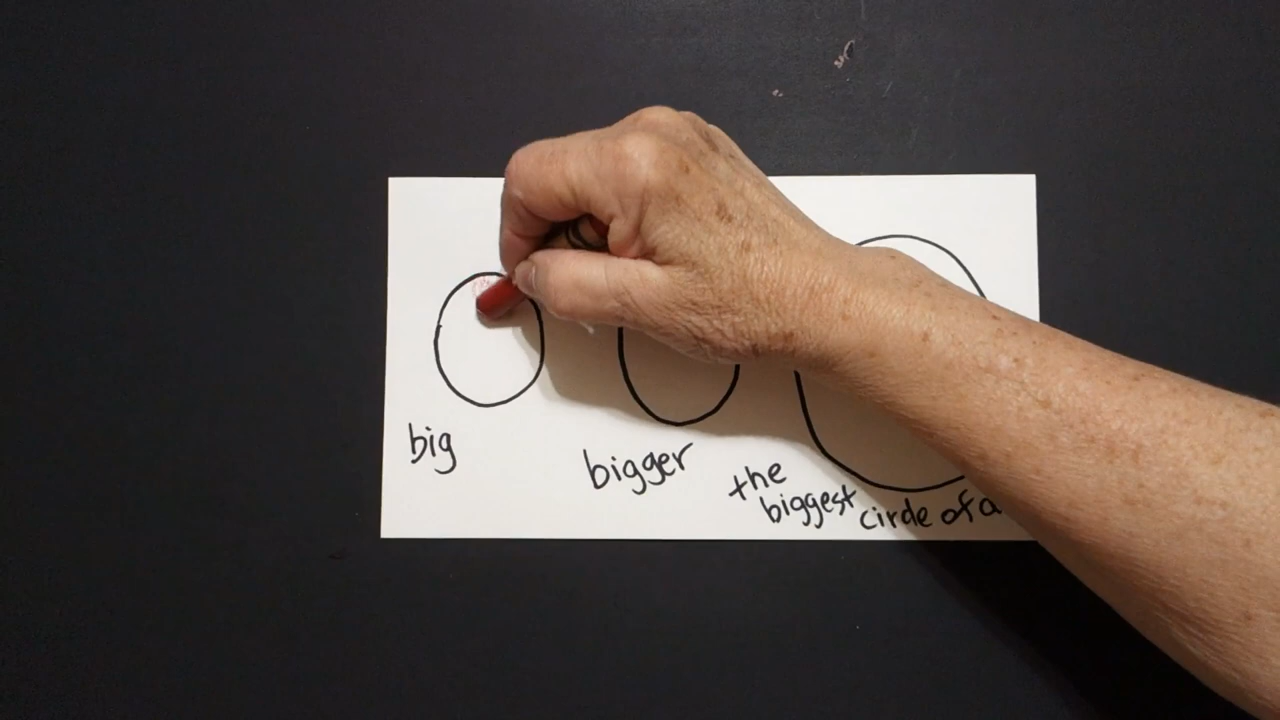 big
bigger
the
biggest
circle of a